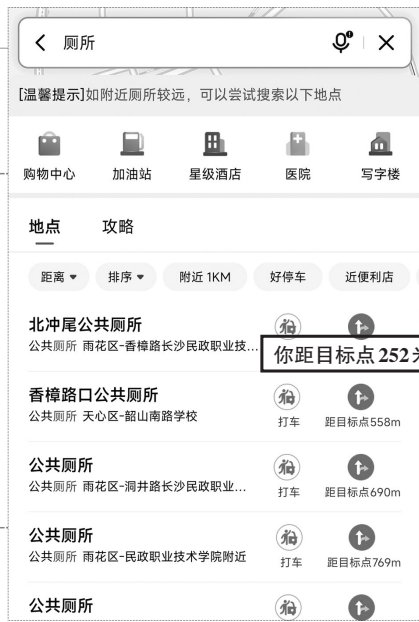 厕所
[温馨提示]如附近厕所较远，可以尝试搜索以下地点
购物中心 加油站 星级酒店 医院 写字楼
地点 攻略
距离 排序 附近 1KM 好停车 近便利店
北冲尾公共厕所
公共厕所 雨花区-香樟路长沙民政职业技...
你距目标点 252
香樟路口公共厕所
公共厕所 天心区-韶山南路学校
打车 距目标点558m
公共厕所
公共厕所 雨花区-洞井路长沙民政职业...
打车 距目标点690m
公共厕所
公共厕所 雨花区-民政职业技术学院附近
打车 距目标点769m
公共厕所